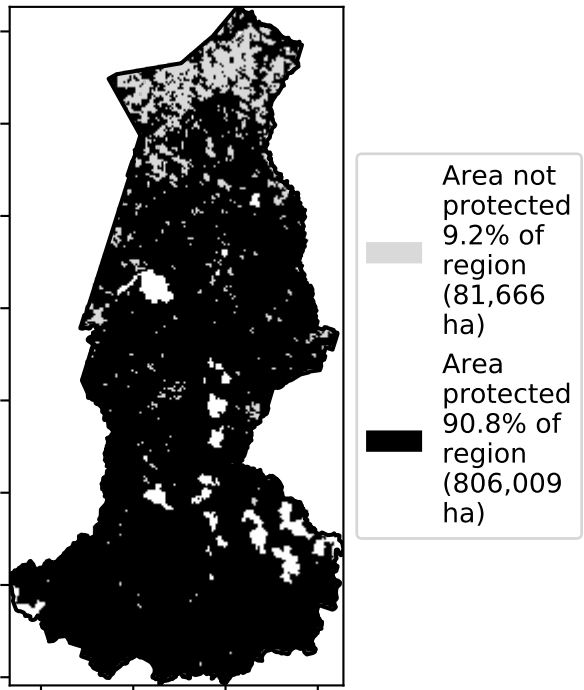 Area not
protected
9.2% of
region
(81,666
ha)
Area
protected
90.8% of
region
(806,009
ha)